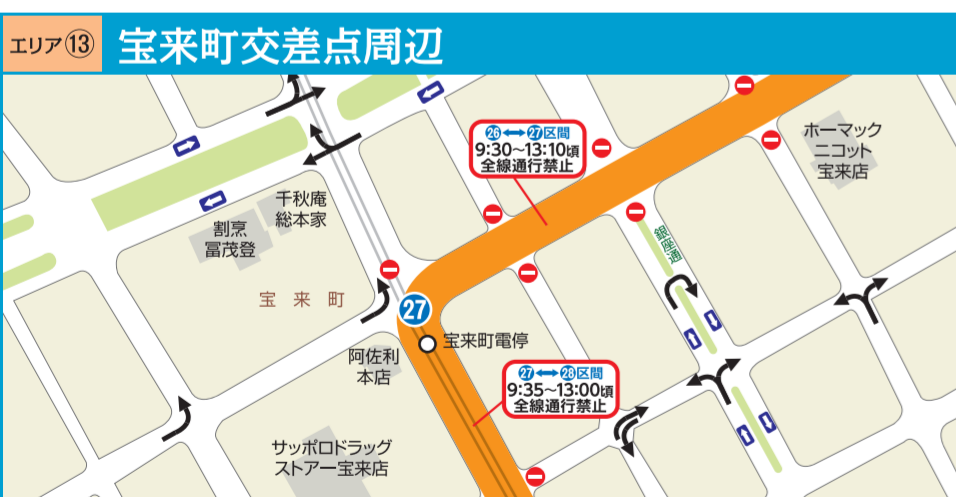 エリア⑬
宝来町交差点周辺
26⟷27区間
9:30~13:10頃
全線通行禁止
ホーマック
ニコット
宝来店
千秋庵
総本家
割烹
冨茂登
銀座通
宝来町
27
宝来町電停
阿佐利
本店
27⟷28区間
9:35~13:00頃
全線通行禁止
サッポロドラッグ
ストアー宝来店